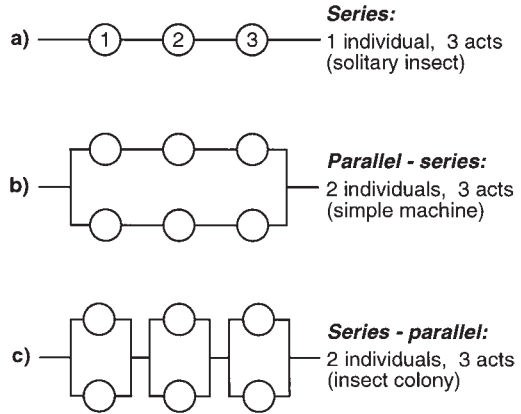 a)
1 2 3
Series:
1 individual, 3 acts
(solitary insect)
b)
Parallel - series:
2 individuals, 3 acts
(simple machine)
c)
Series - parallel:
2 individuals, 3 acts
(insect colony)